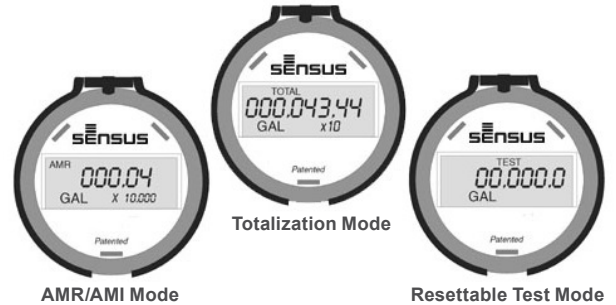 SENSUS
TOTAL
000.043.44
GAL x10
Patented
Totalization Mode
SENSUS
AMR
000.04
GAL X 10.000
Patented
AMR/AMI Mode
SENSUS
TEST
00.000.0
GAL
Patented
Resettable Test Mode